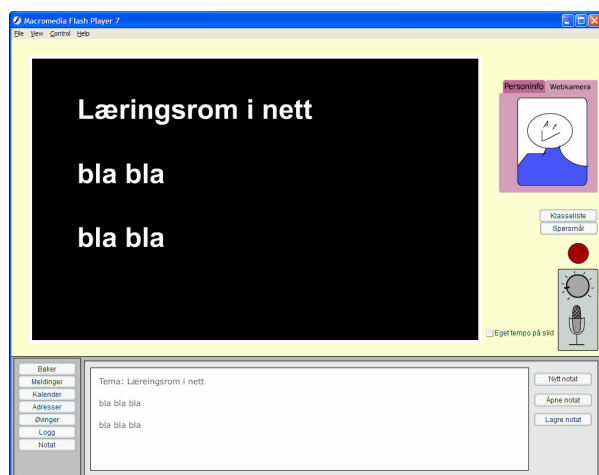 Macromedia Flash Player 7
File View Control Help
Læringsrom i nett
bla bla
bla bla
Personinfo Webkamera
Klasseliste
Spørsmål
Eget tempo på slid
Bøker
Meldinger
Kalender
Adresser
Øvinger
Logg
Notat
Tema: Læreingsrom i nett
bla bla bla
bla bla bla
Nytt notat
Åpne notat
Lagre notat